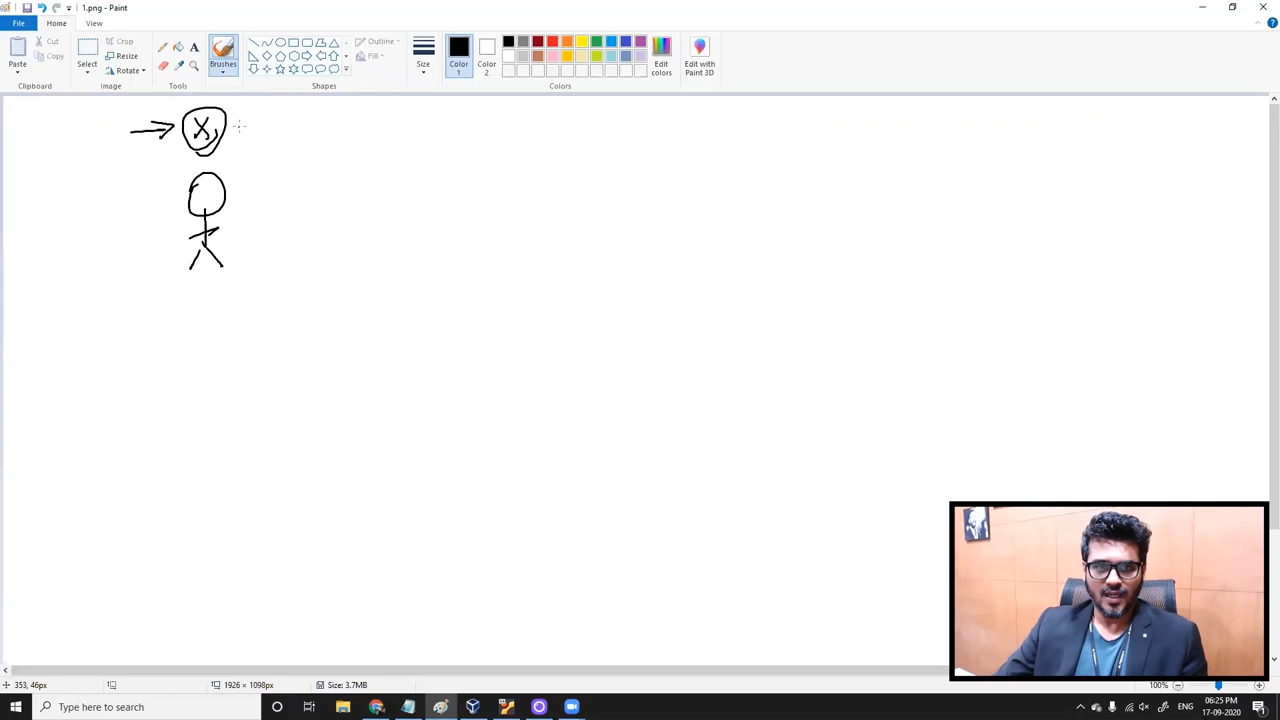 1.png - Paint
File Home View
Paste
Cut
Copy
Clipboard
Select
Crop
Resize
Rotate
Image
Tools
Brushes
Outline
Fill
Shapes
Size
Color 1
Color 2
Edit colors
Colors
Edit with Paint 3D
X,
353, 46px
1926 × 1098px
Size: 3.7MB
100%
Type here to search
ENG
06:25 PM
17-09-2020